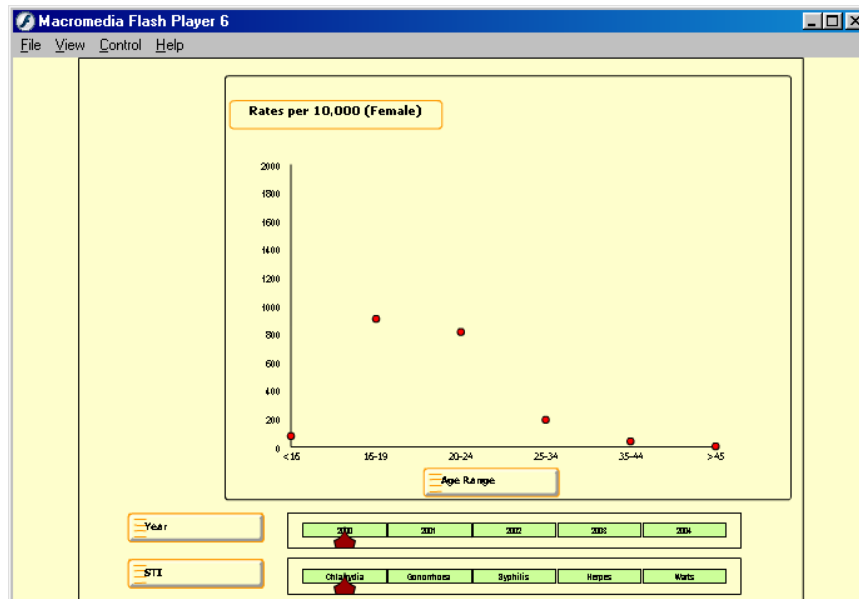 Macromedia Flash Player 6
File View Control Help
Rates per 10,000 (Female)
2000
1800
1600
1400
1200
1000
800
600
400
200
0
<16 16-19 20-24 25-34 35-44 >45
Age Range
Year 2000 2001 2002 2003 2004
STI Chlamydia Gonorrhoea Syphilis Herpes Warts